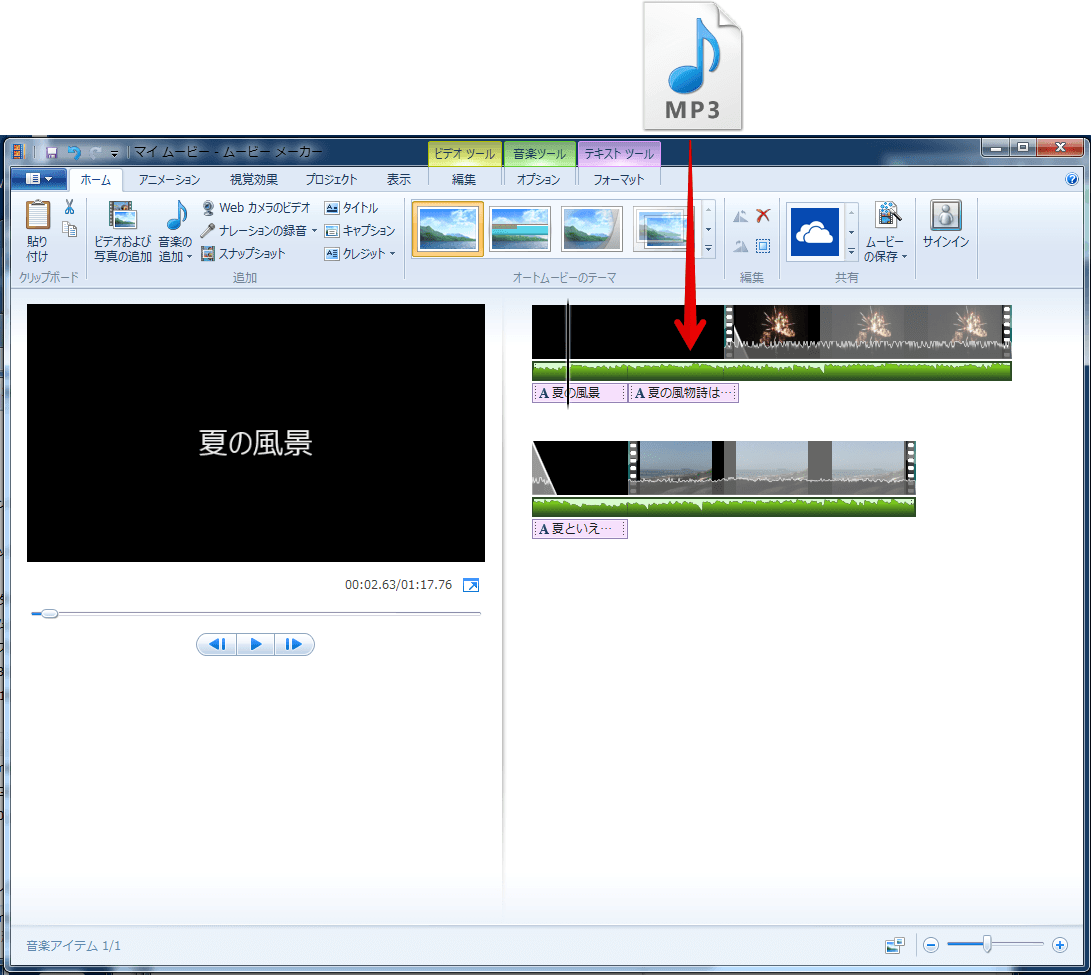 MP3
マイ ムービー - ムービー メーカー
ビデオ ツール
音楽ツール
テキスト ツール
ホーム
アニメーション
視覚効果
プロジェクト
表示
編集
オプション
フォーマット
貼り
付け
クリップボード
ビデオおよび
写真の追加
音楽の
追加
Web カメラのビデオ
ナレーションの録音
スナップショット
タイトル
キャプション
クレジット
追加
オートムービーのテーマ
編集
ムービー
の保存
共有
サインイン
夏の風景
00:02.63/01:17.76
A 夏の風景
A 夏の風物詩は…
A 夏といえ…
音楽アイテム 1/1